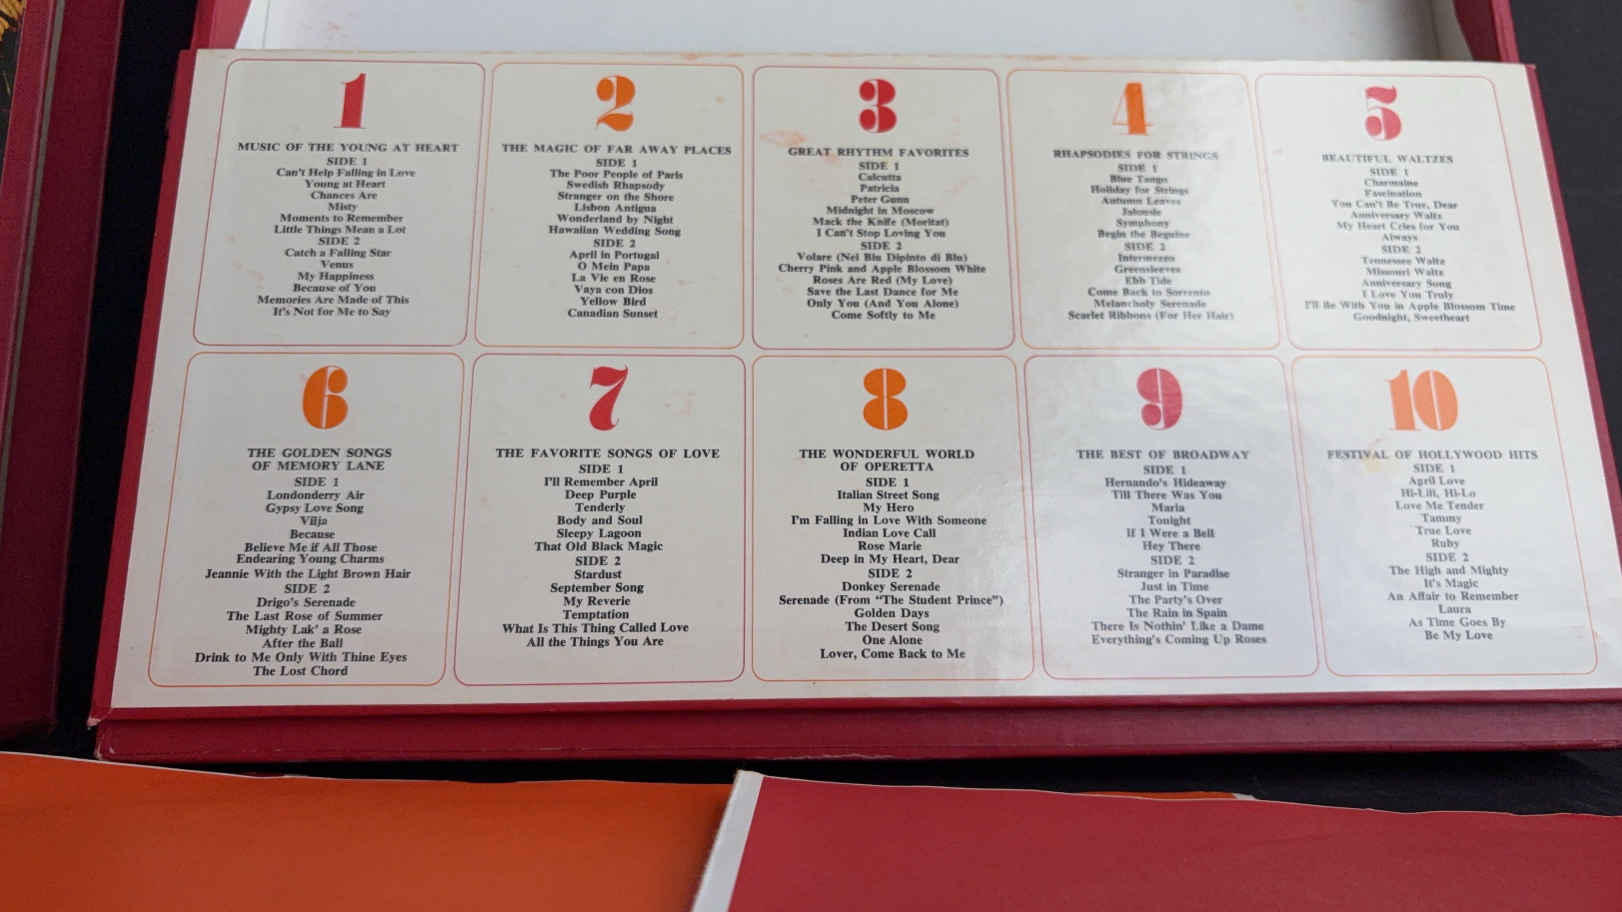 1
MUSIC OF THE YOUNG AT HEART
SIDE 1
Can't Help Falling in Love
Young at Heart
Chances Are
Misty
Moments to Remember
Little Things Mean a Lot
SIDE 2
Catch a Falling Star
Venus
My Happiness
Because of You
Memories Are Made of This
It's Not for Me to Say
2
THE MAGIC OF FAR AWAY PLACES
SIDE 1
The Poor People of Paris
Swedish Rhapsody
Stranger on the Shore
Lisbon Antigua
Wonderland by Night
Hawaiian Wedding Song
SIDE 2
April in Portugal
O Mein Papa
La Vie en Rose
Vaya con Dios
Yellow Bird
Canadian Sunset
3
GREAT RHYTHM FAVORITES
SIDE 1
Calcutta
Patricia
Peter Gunn
Midnight in Moscow
Mack the Knife (Moritat)
I Can't Stop Loving You
SIDE 2
Volare (Nel Blu Dipinto di Blu)
Cherry Pink and Apple Blossom White
Roses Are Red (My Love)
Save the Last Dance for Me
Only You (And You Alone)
Come Softly to Me
4
RHAPSODIES FOR STRINGS
SIDE 1
Blue Tango
Holiday for Strings
Autumn Leaves
Jalousie
Symphony
Begin the Beguine
SIDE 2
Intermezzo
Greensleeves
Ebb Tide
Come Back to Sorrento
Melancholy Serenade
Scarlet Ribbons (For Her Hair)
5
BEAUTIFUL WALTZES
SIDE 1
Charmaine
Fascination
You Can't Be True, Dear
Anniversary Waltz
My Heart Cries for You
Always
SIDE 2
Tennessee Waltz
Missouri Waltz
Anniversary Song
I Love You Truly
I'll Be With You in Apple Blossom Time
Goodnight, Sweetheart
6
THE GOLDEN SONGS
OF MEMORY LANE
SIDE 1
Londonderry Air
Gypsy Love Song
Vilja
Because
Believe Me if All Those
Endearing Young Charms
Jeannie With the Light Brown Hair
SIDE 2
Drigo's Serenade
The Last Rose of Summer
Mighty Lak' a Rose
After the Ball
Drink to Me Only With Thine Eyes
The Lost Chord
7
THE FAVORITE SONGS OF LOVE
SIDE 1
I'll Remember April
Deep Purple
Tenderly
Body and Soul
Sleepy Lagoon
That Old Black Magic
SIDE 2
Stardust
September Song
My Reverie
Temptation
What Is This Thing Called Love
All the Things You Are
8
THE WONDERFUL WORLD
OF OPERETTA
SIDE 1
Italian Street Song
My Hero
I'm Falling in Love With Someone
Indian Love Call
Rose Marie
Deep in My Heart, Dear
SIDE 2
Donkey Serenade
Serenade (From “The Student Prince”)
Golden Days
The Desert Song
One Alone
Lover, Come Back to Me
9
THE BEST OF BROADWAY
SIDE 1
Hernando's Hideaway
Till There Was You
Maria
Tonight
If I Were a Bell
Hey There
SIDE 2
Stranger in Paradise
Just in Time
The Party's Over
The Rain in Spain
There Is Nothin' Like a Dame
Everything's Coming Up Roses
10
FESTIVAL OF HOLLYWOOD HITS
SIDE 1
April Love
Hi-Lili, Hi-Lo
Love Me Tender
Tammy
True Love
Ruby
SIDE 2
The High and Mighty
It's Magic
An Affair to Remember
Laura
As Time Goes By
Be My Love